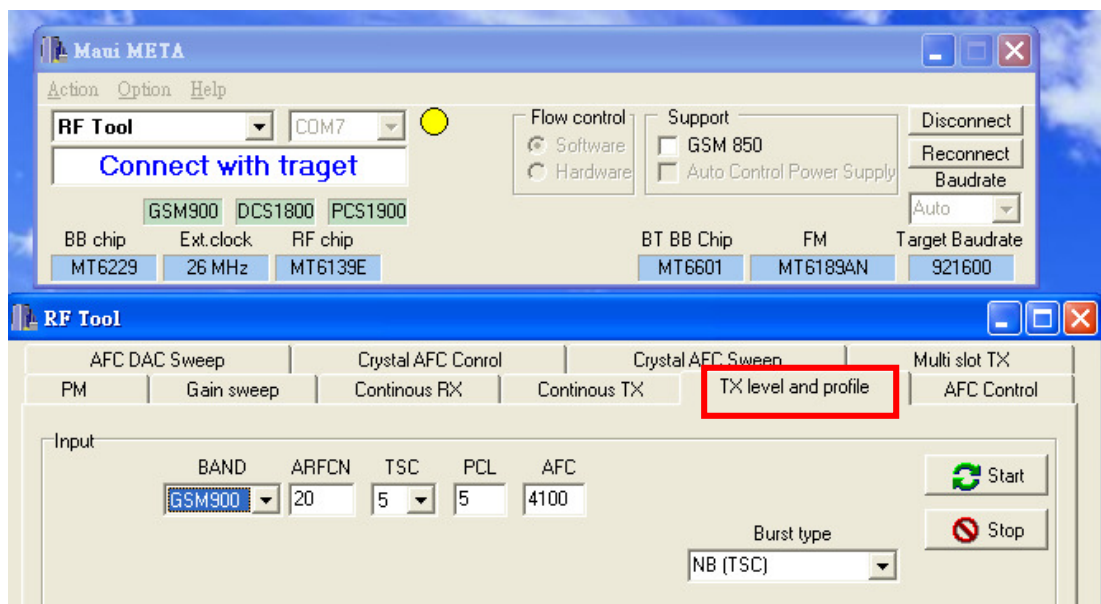 Maui META
Action Option Help
RF Tool COM7 Flow control Support Disconnect
Software GSM 850
Connect with traget Hardware Auto Control Power Supply Reconnect
Baudrate
GSM900 DCS1800 PCS1900 Auto
BB chip Ext.clock RF chip BT BB Chip FM Target Baudrate
MT6229 26 MHz MT6139E MT6601 MT6189AN 921600
RF Tool
AFC DAC Sweep Crystal AFC Conrol Crystal AFC Sweep Multi slot TX
PM Gain sweep Continous RX Continous TX TX level and profile AFC Control
Input
BAND ARFCN TSC PCL AFC Start
GSM900 20 5 5 4100
Burst type Stop
NB (TSC)